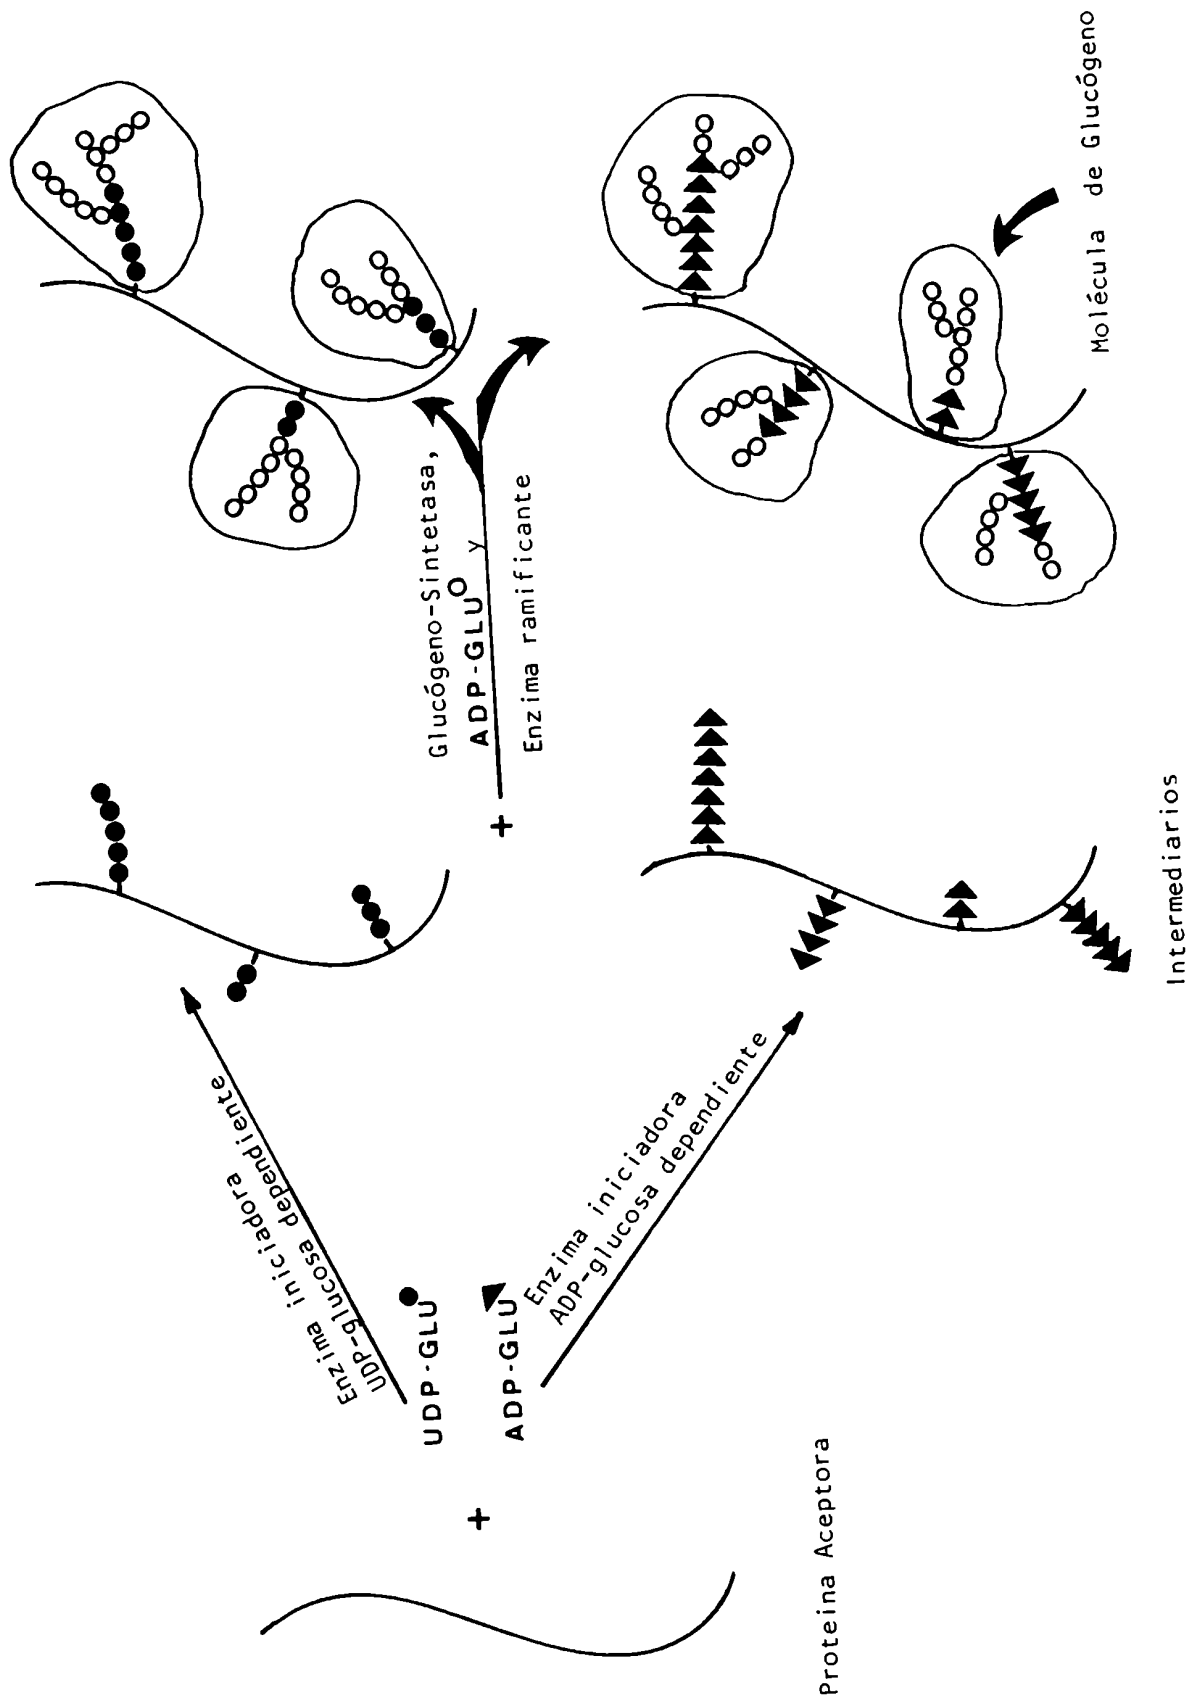 Proteina Aceptora
+
UDP-GLU
ADP-GLU
Enzima iniciadora
UDP-glucosa dependiente
Enzima iniciadora
ADP-glucosa dependiente
Intermediarios
+
Glucógeno-Sintetasa,
ADP-GLU y
Enzima ramificante
Molécula de Glucógeno